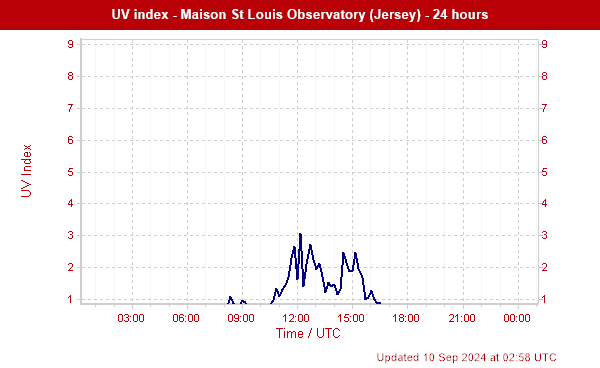 UV index - Maison St Louis Observatory (Jersey) - 24 hours
9 9
8 8
7 7
6 6
5 5
4 4
3 3
2 2
1 1
UV Index
03:00 06:00 09:00 12:00 15:00 18:00 21:00 00:00
Time / UTC
Updated 10 Sep 2024 at 02:58 UTC